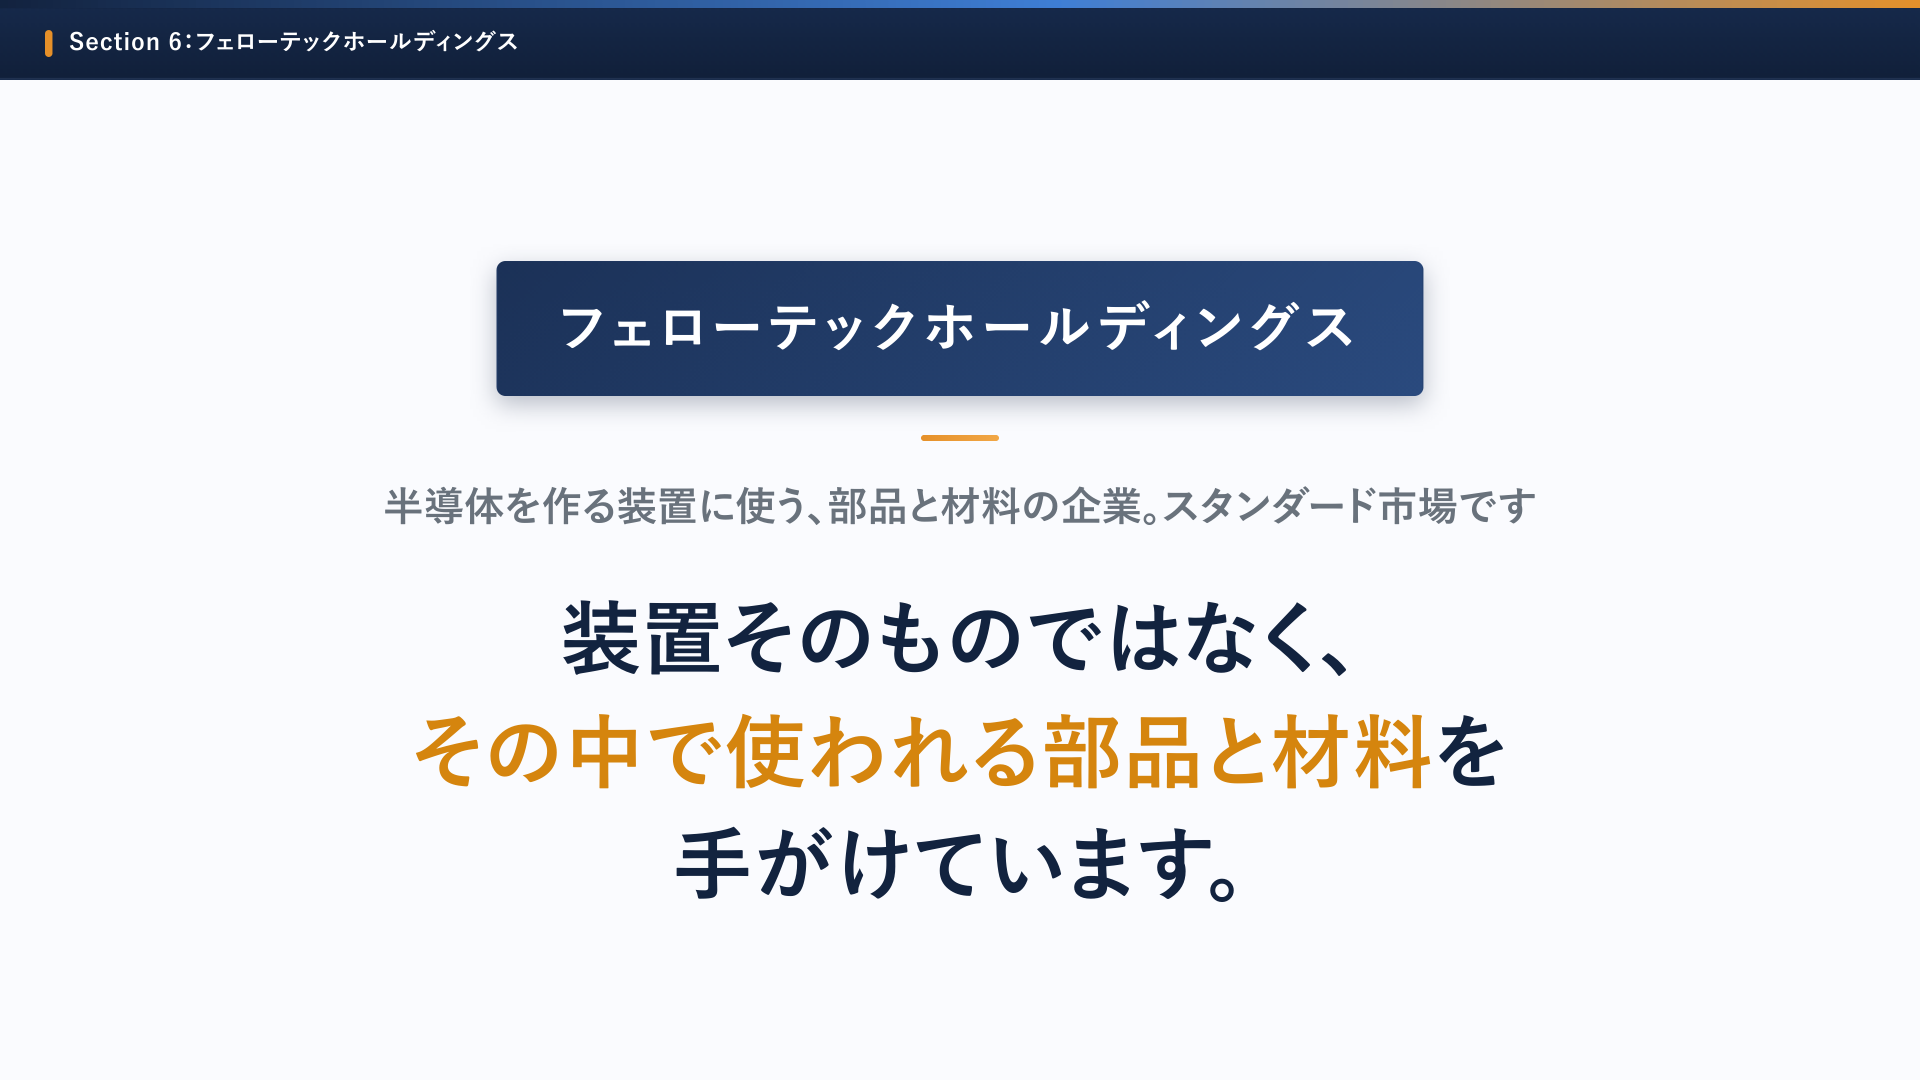 Section 6：フェローテックホールディングス
フェローテックホールディングス
半導体を作る装置に使う、部品と材料の企業。スタンダード市場です
装置そのものではなく、
その中で使われる部品と材料を
手がけています。